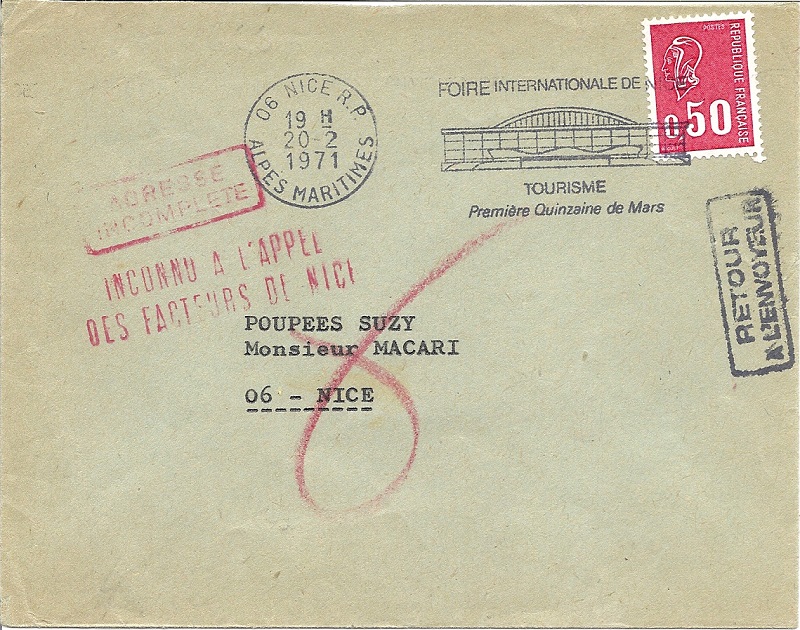 POSTES
REPUBLIQUE FRANÇAISE
0,50
06 NICE R.P.
19 H
20-2
1971
ALPES MARITIMES
FOIRE INTERNATIONALE DE NICE
TOURISME
Première Quinzaine de Mars
ADRESSE
INCOMPLETE
INCONNU A L'APPEL
DES FACTEURS DE NICE
RETOUR
A L'ENVOYEUR
POUPEES SUZY
Monsieur MACARI
06 - NICE